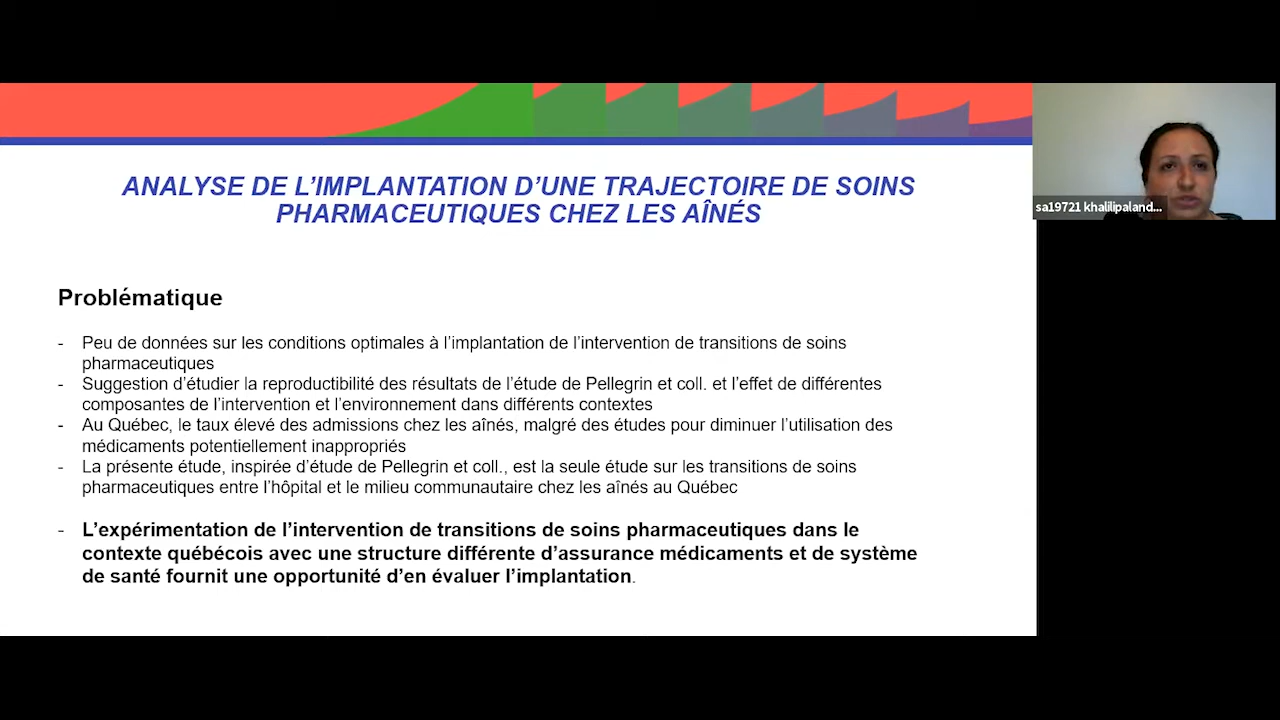 ANALYSE DE L’IMPLANTATION D’UNE TRAJECTOIRE DE SOINS
PHARMACEUTIQUES CHEZ LES AÎNÉS
sa19721 khalilipaland...
Problématique
- Peu de données sur les conditions optimales à l’implantation de l’intervention de transitions de soins
pharmaceutiques
- Suggestion d’étudier la reproductibilité des résultats de l’étude de Pellegrin et coll. et l’effet de différentes
composantes de l’intervention et l’environnement dans différents contextes
- Au Québec, le taux élevé des admissions chez les aînés, malgré des études pour diminuer l’utilisation des
médicaments potentiellement inappropriés
- La présente étude, inspirée d’étude de Pellegrin et coll., est la seule étude sur les transitions de soins
pharmaceutiques entre l’hôpital et le milieu communautaire chez les aînés au Québec
- L’expérimentation de l’intervention de transitions de soins pharmaceutiques dans le
contexte québécois avec une structure différente d’assurance médicaments et de système
de santé fournit une opportunité d’en évaluer l’implantation.